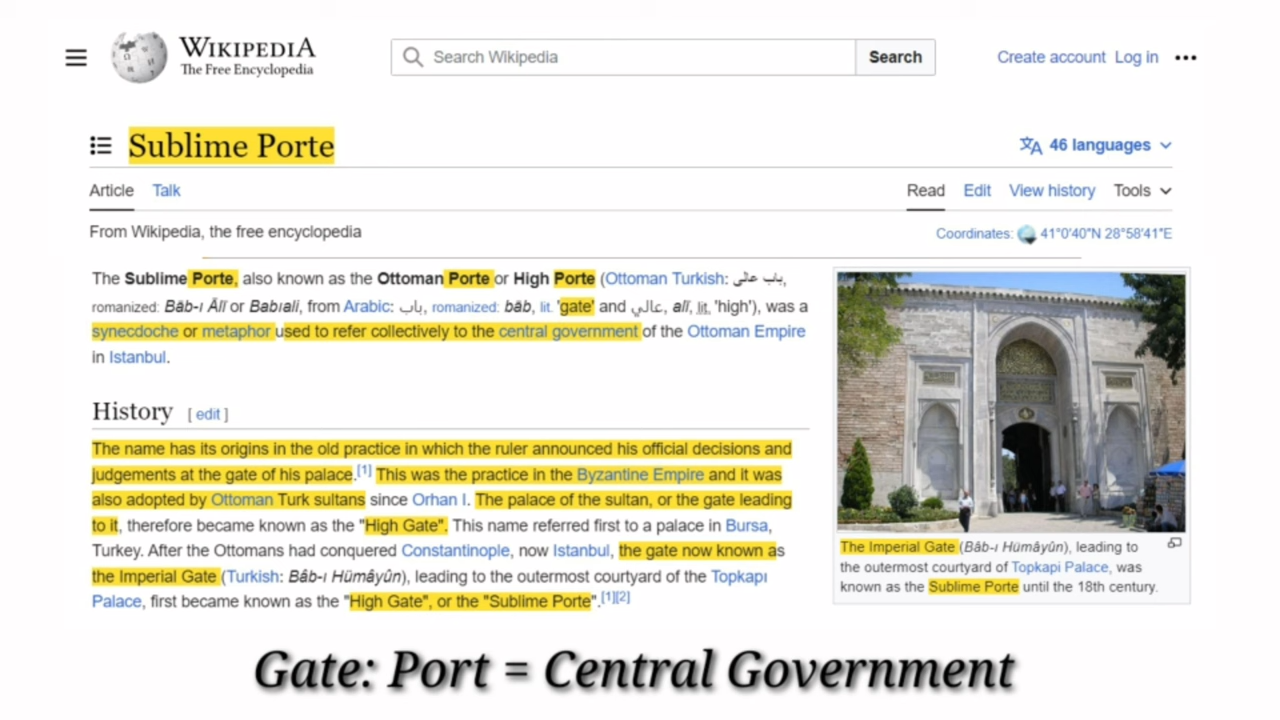 WIKIPEDIA
The Free Encyclopedia
Search Wikipedia
Search
Create account Log in
Sublime Porte
46 languages
Article Talk
Read Edit View history Tools
From Wikipedia, the free encyclopedia
Coordinates: 41°0′40″N 28°58′41″E
The Sublime Porte, also known as the Ottoman Porte or High Porte (Ottoman Turkish: باب عالی,
romanized: Bāb-ı Ālī or Babıali, from Arabic: باب, romanized: bāb, lit. 'gate' and عالي, alī, lit. 'high'), was a
synecdoche or metaphor used to refer collectively to the central government of the Ottoman Empire
in Istanbul.
History [ edit ]
The name has its origins in the old practice in which the ruler announced his official decisions and
judgements at the gate of his palace.[1] This was the practice in the Byzantine Empire and it was
also adopted by Ottoman Turk sultans since Orhan I. The palace of the sultan, or the gate leading
to it, therefore became known as the "High Gate". This name referred first to a palace in Bursa,
Turkey. After the Ottomans had conquered Constantinople, now Istanbul, the gate now known as
the Imperial Gate (Turkish: Bâb-ı Hümâyûn), leading to the outermost courtyard of the Topkapı
Palace, first became known as the "High Gate", or the "Sublime Porte".[1][2]
The Imperial Gate (Bâb-ı Hümâyûn), leading to
the outermost courtyard of Topkapi Palace, was
known as the Sublime Porte until the 18th century.
Gate: Port = Central Government